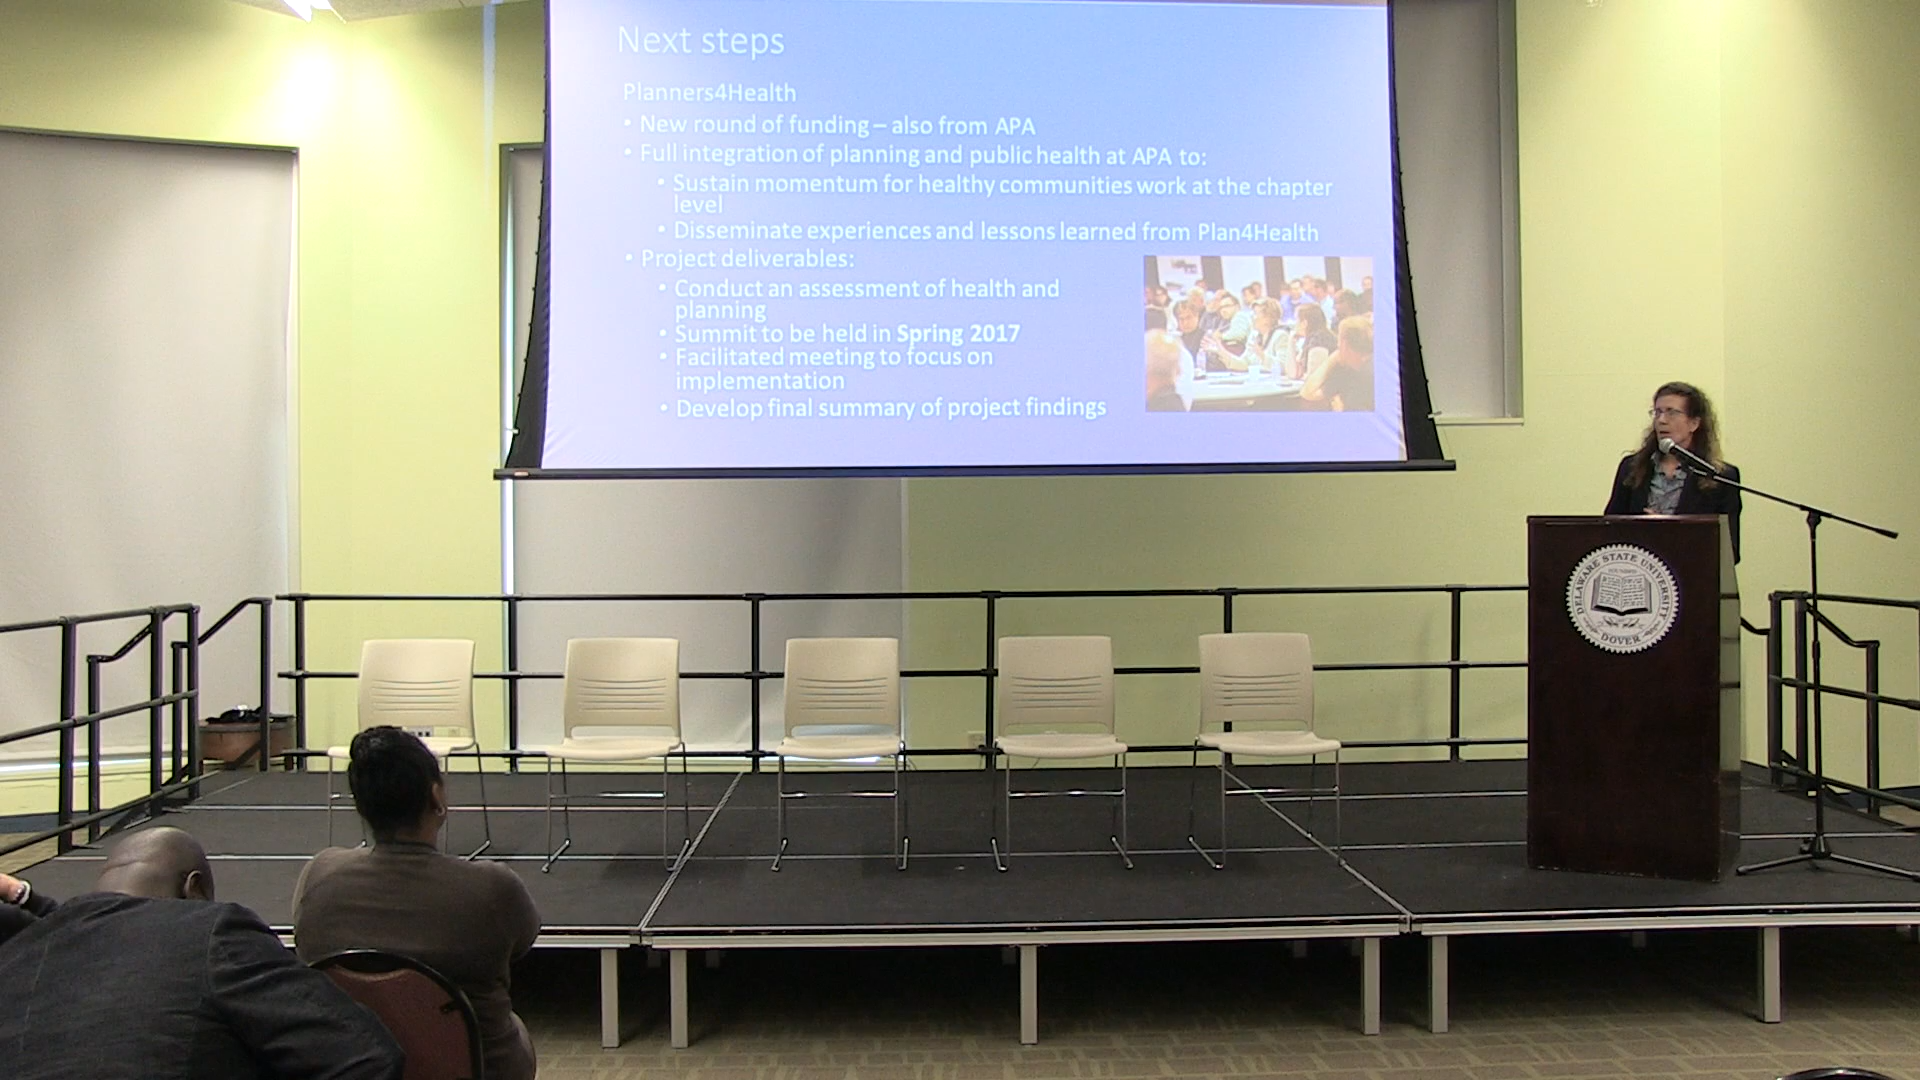 Next steps
Planners4Health
• New round of funding – also from APA
• Full integration of planning and public health at APA to:
• Sustain momentum for healthy communities work at the chapter
level
• Disseminate experiences and lessons learned from Plan4Health
• Project deliverables:
• Conduct an assessment of health and
planning
• Summit to be held in Spring 2017
• Facilitated meeting to focus on
implementation
• Develop final summary of project findings
DELAWARE STATE UNIVERSITY
DOVER